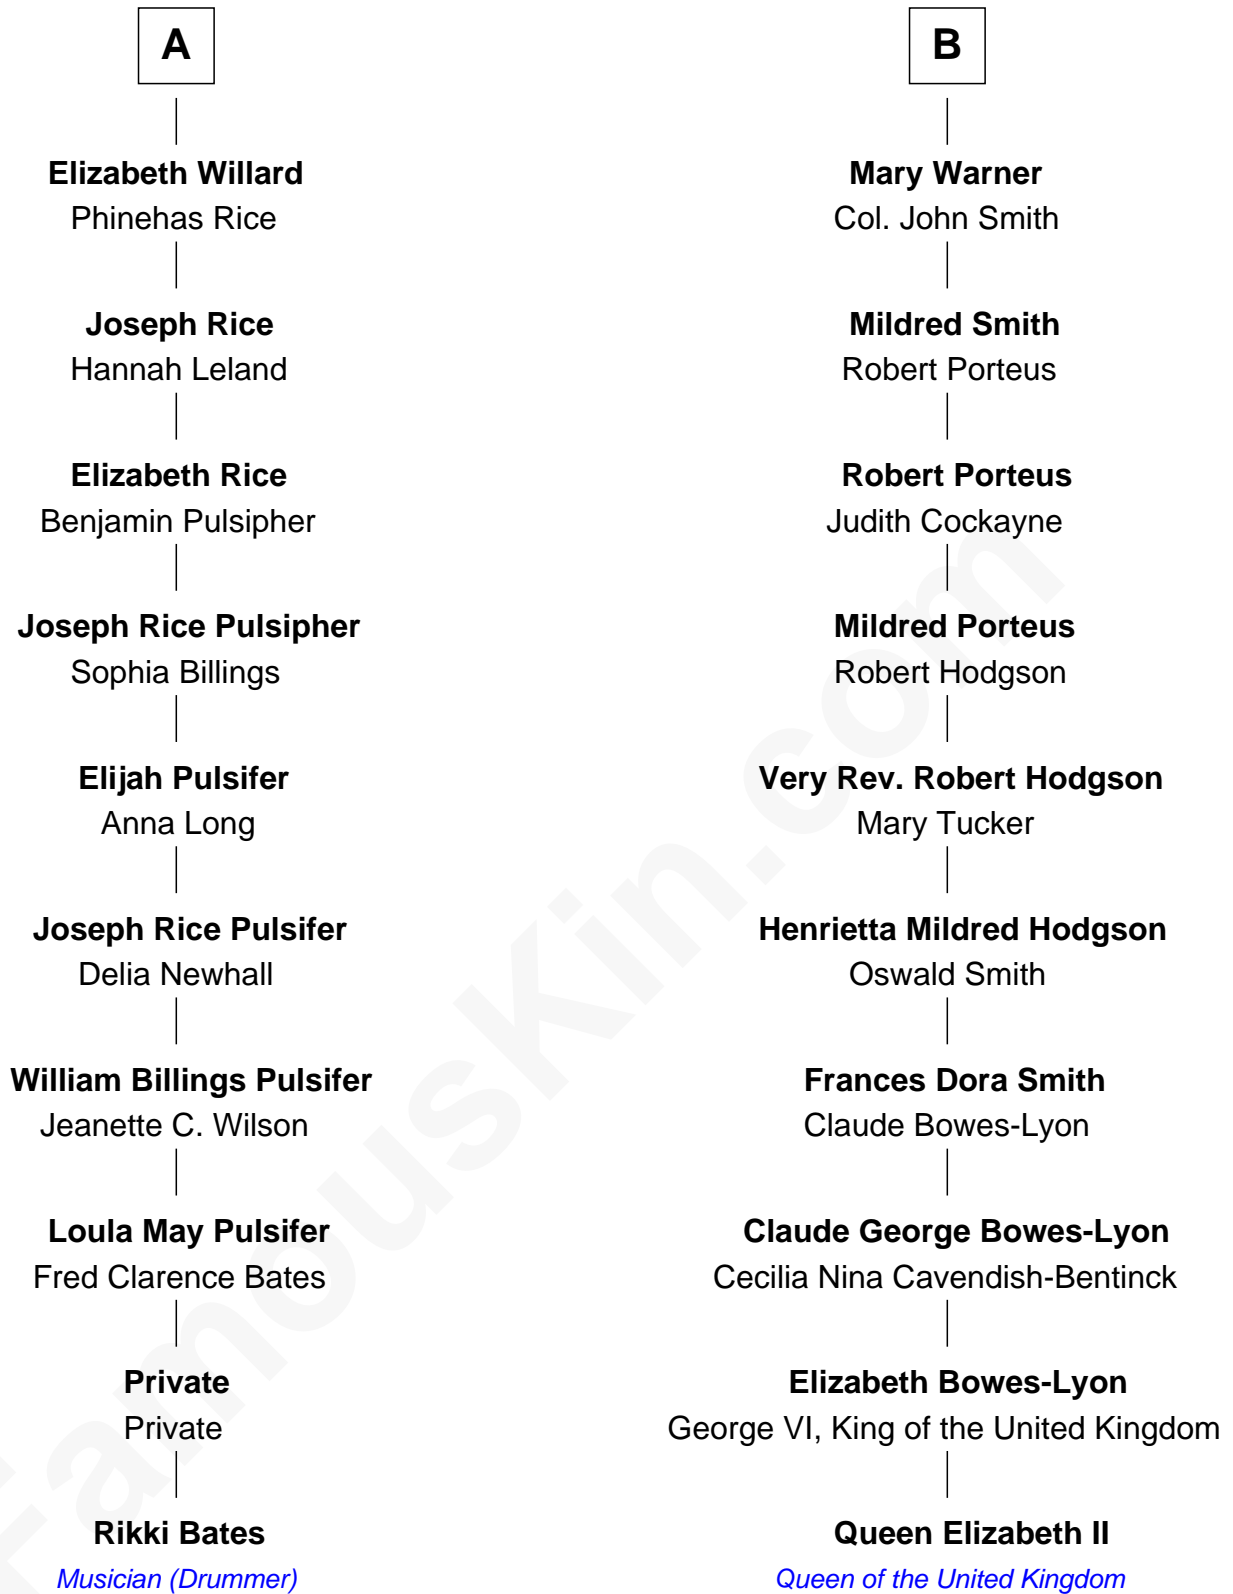 A
Elizabeth Willard
Phinehas Rice
Joseph Rice
Hannah Leland
Elizabeth Rice
Benjamin Pulsipher
Joseph Rice Pulsipher
Sophia Billings
Elijah Pulsifer
Anna Long
Joseph Rice Pulsifer
Delia Newhall
William Billings Pulsifer
Jeanette C. Wilson
Loula May Pulsifer
Fred Clarence Bates
Private
Private
Rikki Bates
Musician (Drummer)
B
Mary Warner
Col. John Smith
Mildred Smith
Robert Porteus
Robert Porteus
Judith Cockayne
Mildred Porteus
Robert Hodgson
Very Rev. Robert Hodgson
Mary Tucker
Henrietta Mildred Hodgson
Oswald Smith
Frances Dora Smith
Claude Bowes-Lyon
Claude George Bowes-Lyon
Cecilia Nina Cavendish-Bentinck
Elizabeth Bowes-Lyon
George VI, King of the United Kingdom
Queen Elizabeth II
Queen of the United Kingdom
FamousKin.com